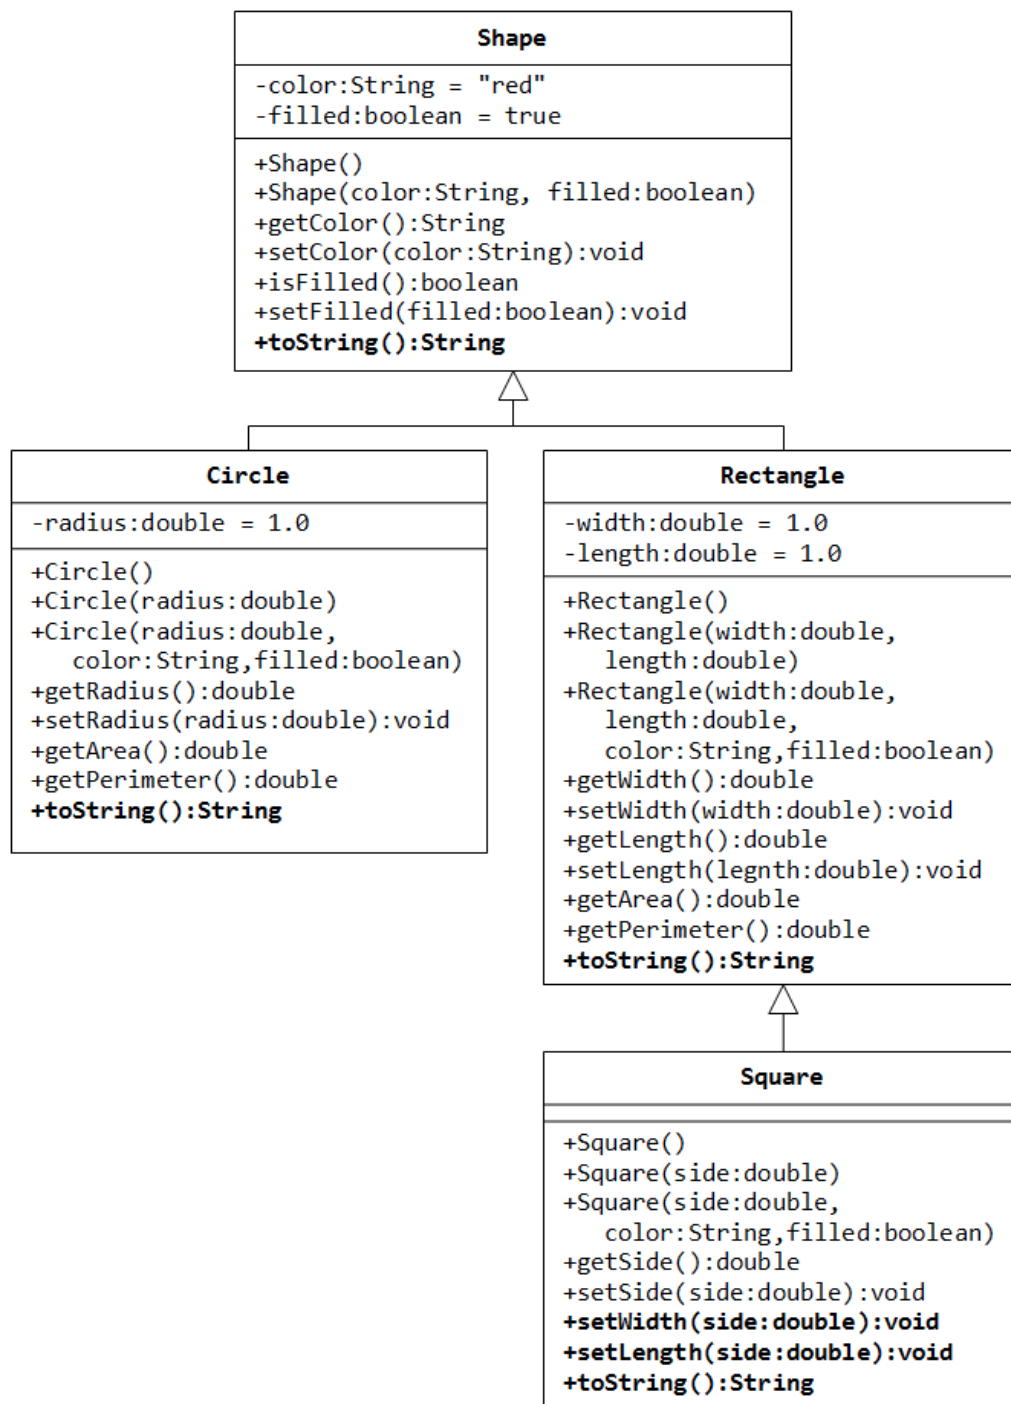 Shape
-color:String = "red"
-filled:boolean = true
+Shape()
+Shape(color:String, filled:boolean)
+getColor():String
+setColor(color:String):void
+isFilled():boolean
+setFilled(filled:boolean):void
+toString():String
Circle
-radius:double = 1.0
+Circle()
+Circle(radius:double)
+Circle(radius:double,
color:String,filled:boolean)
+getRadius():double
+setRadius(radius:double):void
+getArea():double
+getPerimeter():double
+toString():String
Rectangle
-width:double = 1.0
-length:double = 1.0
+Rectangle()
+Rectangle(width:double,
length:double)
+Rectangle(width:double,
length:double,
color:String,filled:boolean)
+getWidth():double
+setWidth(width:double):void
+getLength():double
+setLength(legnth:double):void
+getArea():double
+getPerimeter():double
+toString():String
Square
+Square()
+Square(side:double)
+Square(side:double,
color:String,filled:boolean)
+getSide():double
+setSide(side:double):void
+setWidth(side:double):void
+setLength(side:double):void
+toString():String